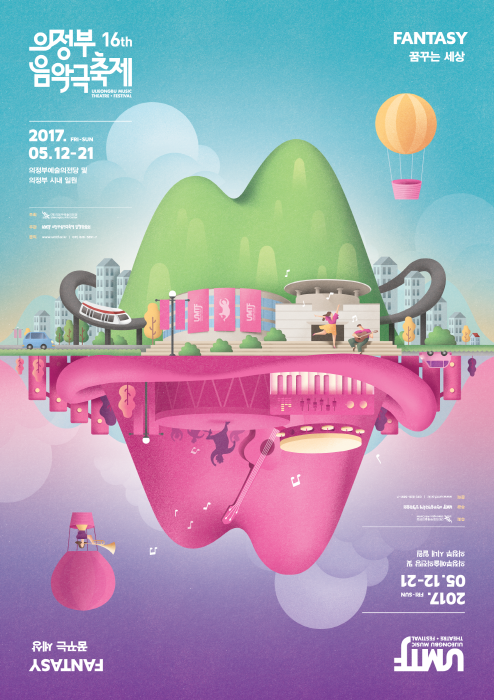 의정부 16th
음악극축제
UIJEONGBU MUSIC
THEATRE • FESTIVAL
FANTASY
꿈꾸는 세상
2017. FRI-SUN
05.12-21
의정부예술의전당 및
의정부 시내 일원
UMTF
UMTF
2017. FRI-SUN
05.12-21
의정부예술의전당 및
의정부 시내 일원
UMTF
UIJEONGBU MUSIC
THEATRE • FESTIVAL
FANTASY
꿈꾸는 세상